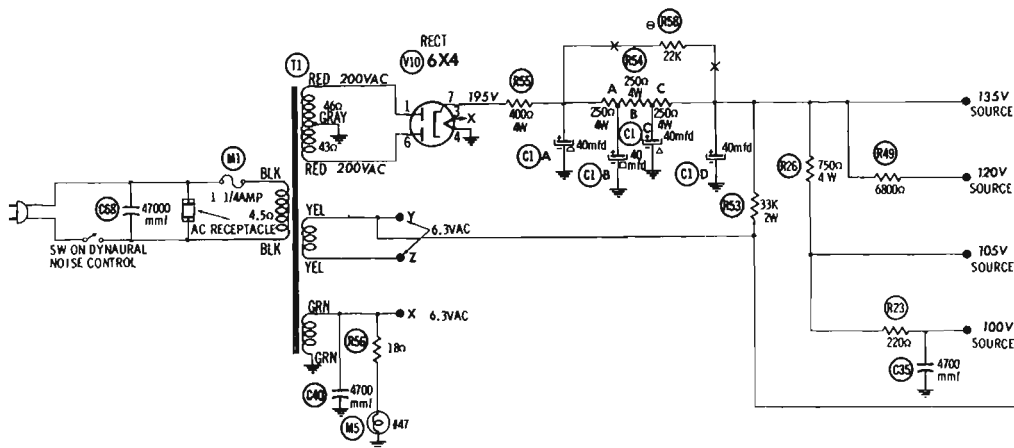 RECT
V10 6X4
T1
RED 200VAC
46Ω
GRAY
43Ω
RED 200VAC
1
6
7
4
X
195V
R55
400Ω
4W
R58
22K
R54
250Ω
4W
A
B
C
250Ω
4W
250Ω
4W
C1 A
40mfd
C1 B
40
mfd
C1 C
40mfd
C1 D
40mfd
R53
33K
2W
R26
750Ω
4 W
R49
6800Ω
135V
SOURCE
120V
SOURCE
105V
SOURCE
R23
220Ω
C35
4700
mmf
100V
SOURCE
M1
1 1/4AMP
BLK
4.5Ω
BLK
C68
47000
mmf
AC RECEPTACLE
SW ON DYNAURAL
NOISE CONTROL
YEL
YEL
Y
6.3VAC
Z
GRN
GRN
X 6.3VAC
R56
18Ω
C40
4700
mmf
M5
#47